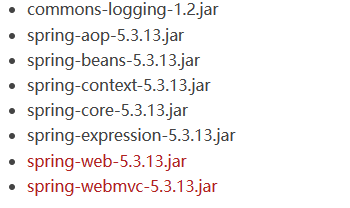 commons-logging-1.2.jar
spring-aop-5.3.13.jar
spring-beans-5.3.13.jar
spring-context-5.3.13.jar
spring-core-5.3.13.jar
spring-expression-5.3.13.jar
spring-web-5.3.13.jar
spring-webmvc-5.3.13.jar